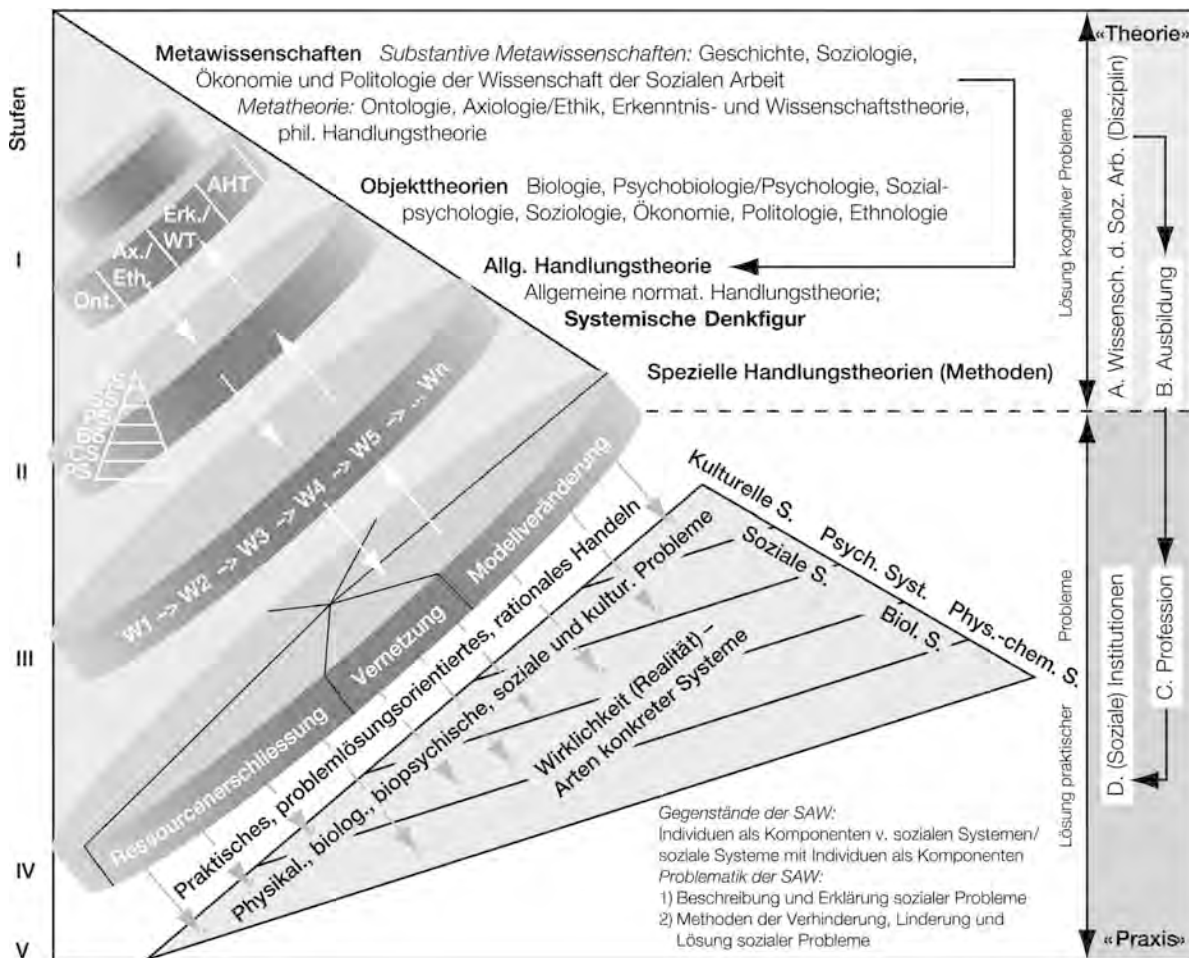 Stufen
I
II
III
IV
V
Metawissenschaften Substantive Metawissenschaften: Geschichte, Soziologie,
Ökonomie und Politologie der Wissenschaft der Sozialen Arbeit
Metatheorie: Ontologie, Axiologie/Ethik, Erkenntnis- und Wissenschaftstheorie,
phil. Handlungstheorie
Objekttheorien Biologie, Psychobiologie/Psychologie, Sozial-
psychologie, Soziologie, Ökonomie, Politologie, Ethnologie
Allg. Handlungstheorie
Allgemeine normat. Handlungstheorie;
Systemische Denkfigur
Spezielle Handlungstheorien (Methoden)
AHT
Erk./
WT
Ax./
Eth.
Ont.
W1 –> W2 –> W3 –> W4 –> W5 –> ... Wn
Modellveränderung
Vernetzung
Ressourcenerschliessung
Praktisches, problemlösungsorientiertes, rationales Handeln
Physikal., biolog., biopsychische, soziale und kultur. Probleme
Kulturelle S.
Psych. Syst.
Phys.-chem. S.
Soziale S.
Biol. S.
Wirklichkeit (Realität) –
Arten konkreter Systeme
Gegenstände der SAW:
Individuen als Komponenten v. sozialen Systemen/
soziale Systeme mit Individuen als Komponenten
Problematik der SAW:
1) Beschreibung und Erklärung sozialer Probleme
2) Methoden der Verhinderung, Linderung und
Lösung sozialer Probleme
«Theorie»
Lösung kognitiver Probleme
A. Wissensch. d. Soz. Arb. (Disziplin)
B. Ausbildung
Lösung praktischer Probleme
C. Profession
D. (Soziale) Institutionen
«Praxis»